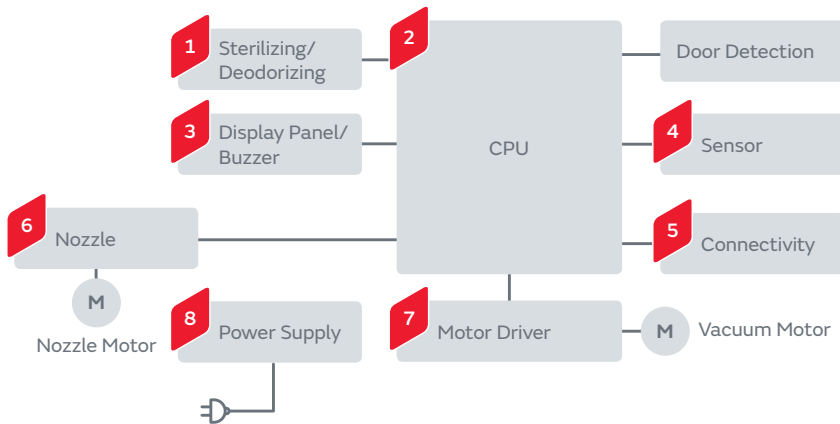 1
Sterilizing/
Deodorizing
2
CPU
Door Detection
3
Display Panel/
Buzzer
4
Sensor
6
Nozzle
5
Connectivity
M
Nozzle Motor
8
Power Supply
7
Motor Driver
M
Vacuum Motor